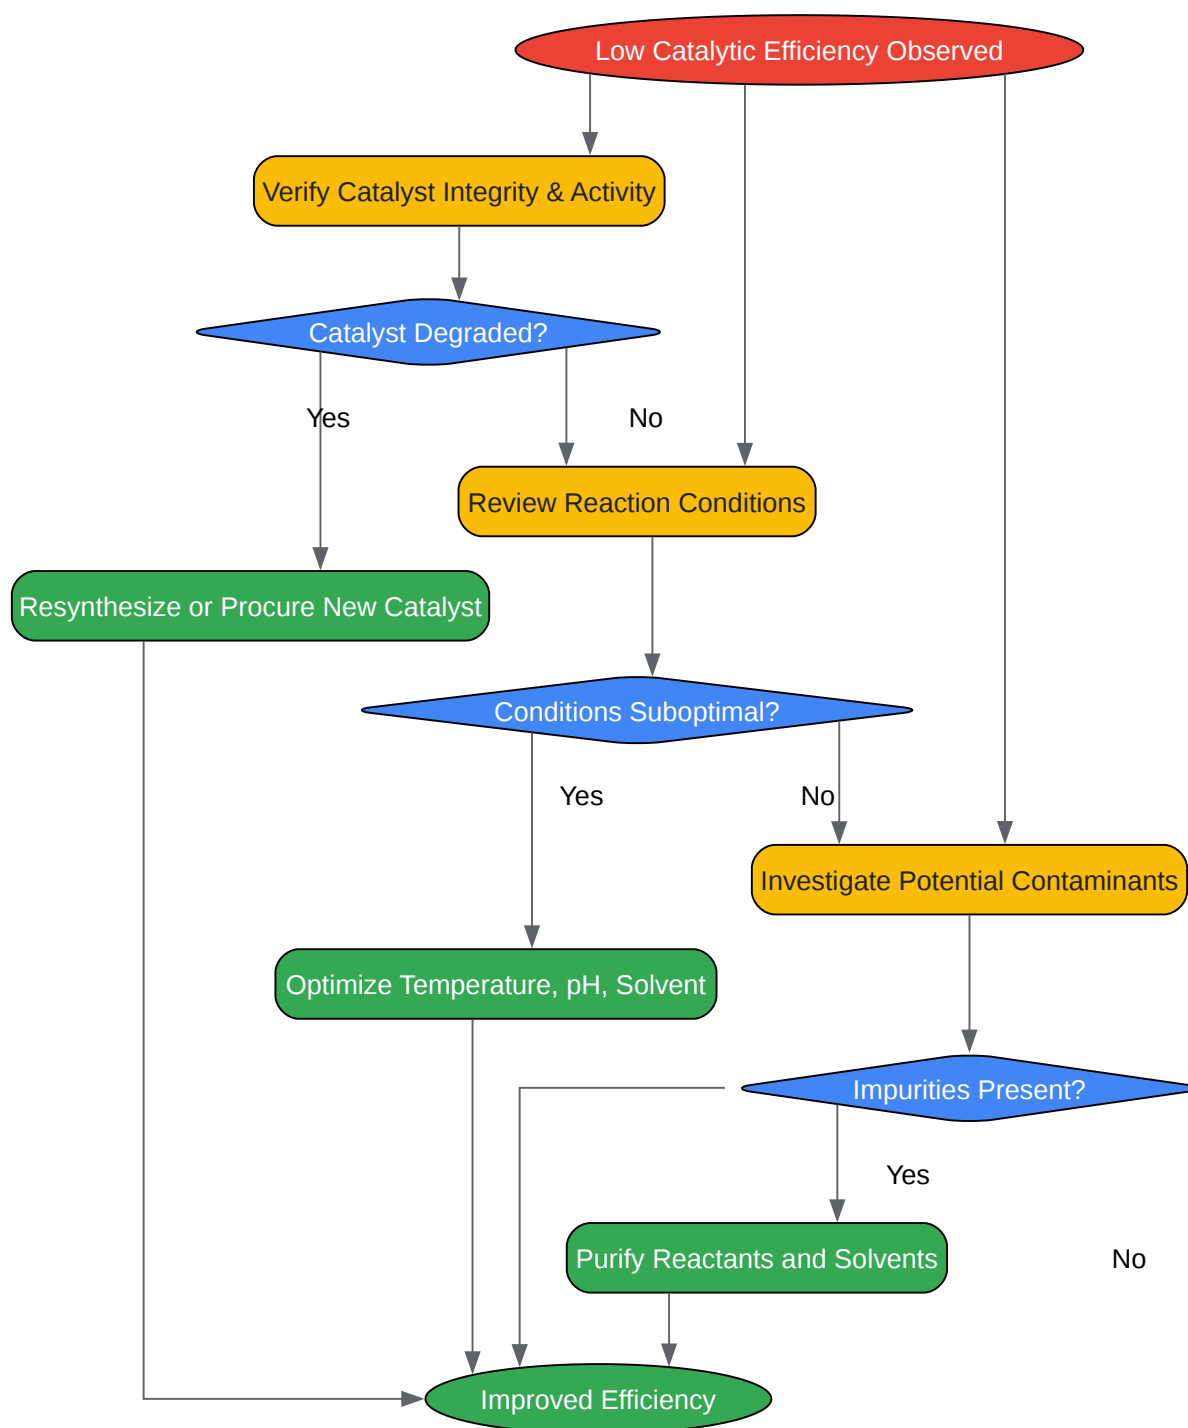 Low Catalytic Efficiency Observed
Verify Catalyst Integrity & Activity
Catalyst Degraded?
Yes
No
Review Reaction Conditions
Resynthesize or Procure New Catalyst
Conditions Suboptimal?
Yes
No
Investigate Potential Contaminants
Optimize Temperature, pH, Solvent
Impurities Present?
Yes
Purify Reactants and Solvents
No
Improved Efficiency